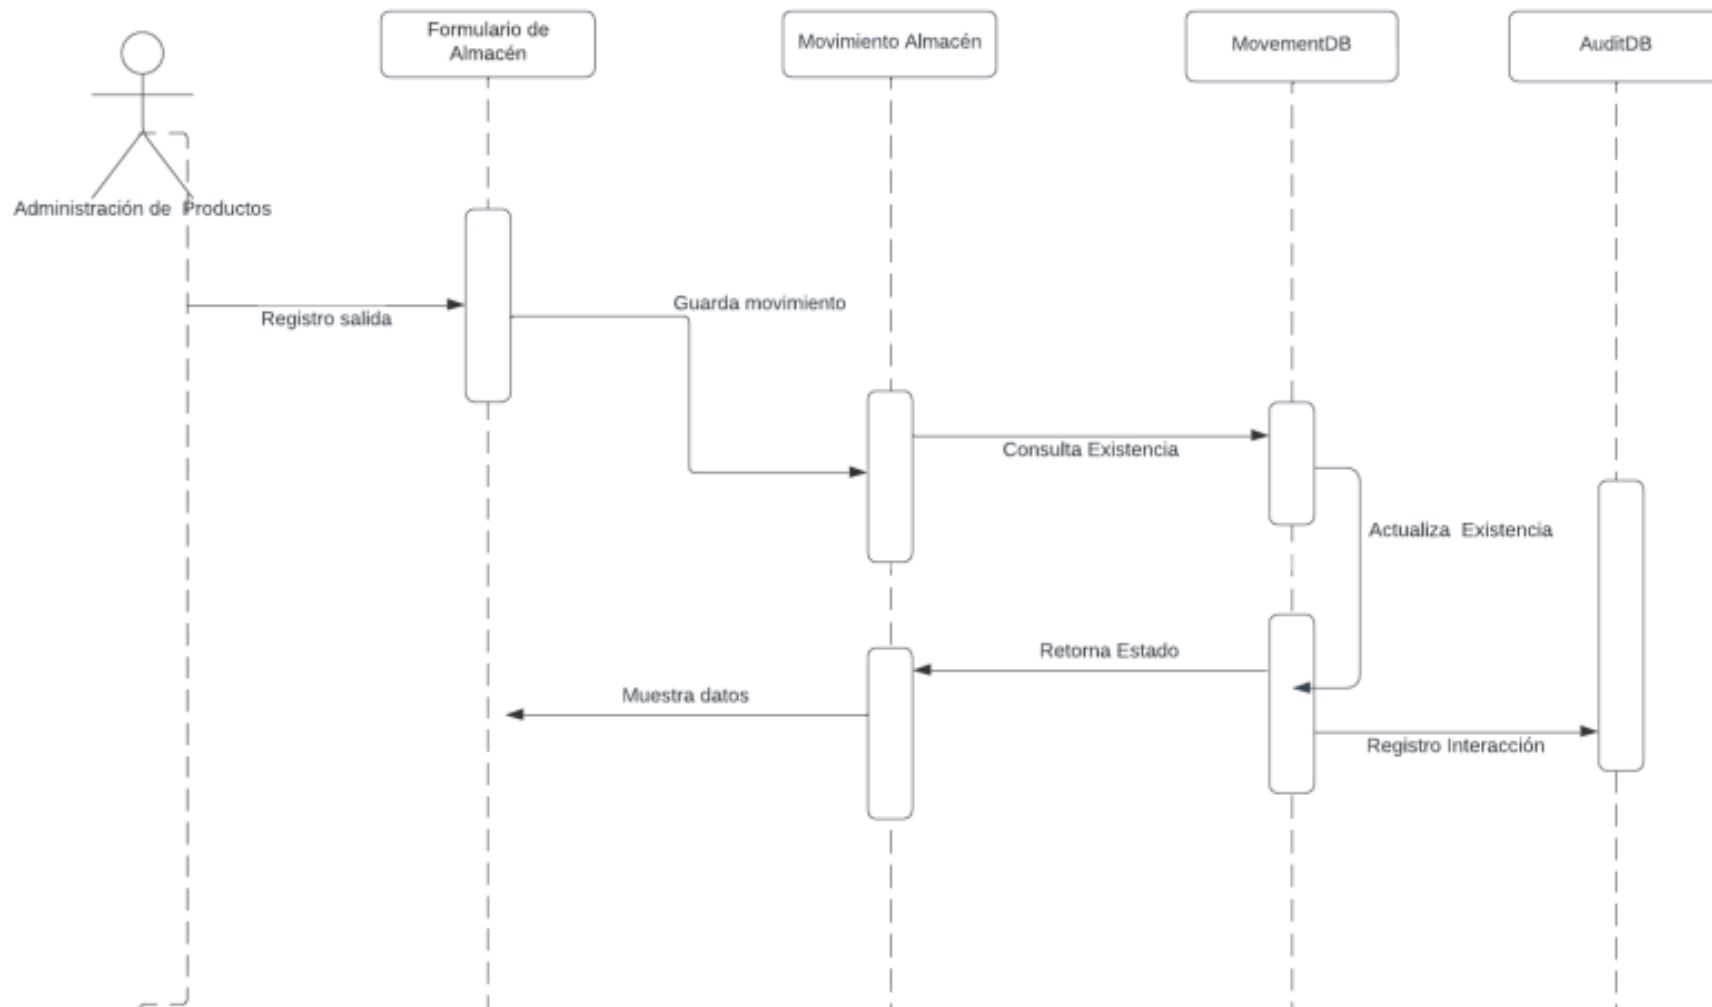 Formulario de
Almacén
Movimiento Almacén
MovementDB
AuditDB
Administración de  Productos
Registro salida
Guarda movimiento
Consulta Existencia
Actualiza  Existencia
Retorna Estado
Muestra datos
Registro Interacción